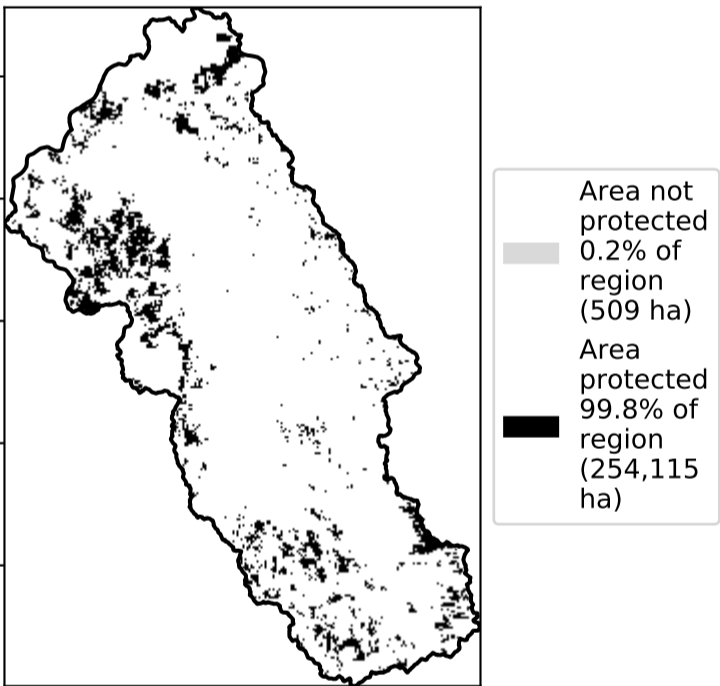 Area not
protected
0.2% of
region
(509 ha)
Area
protected
99.8% of
region
(254,115
ha)